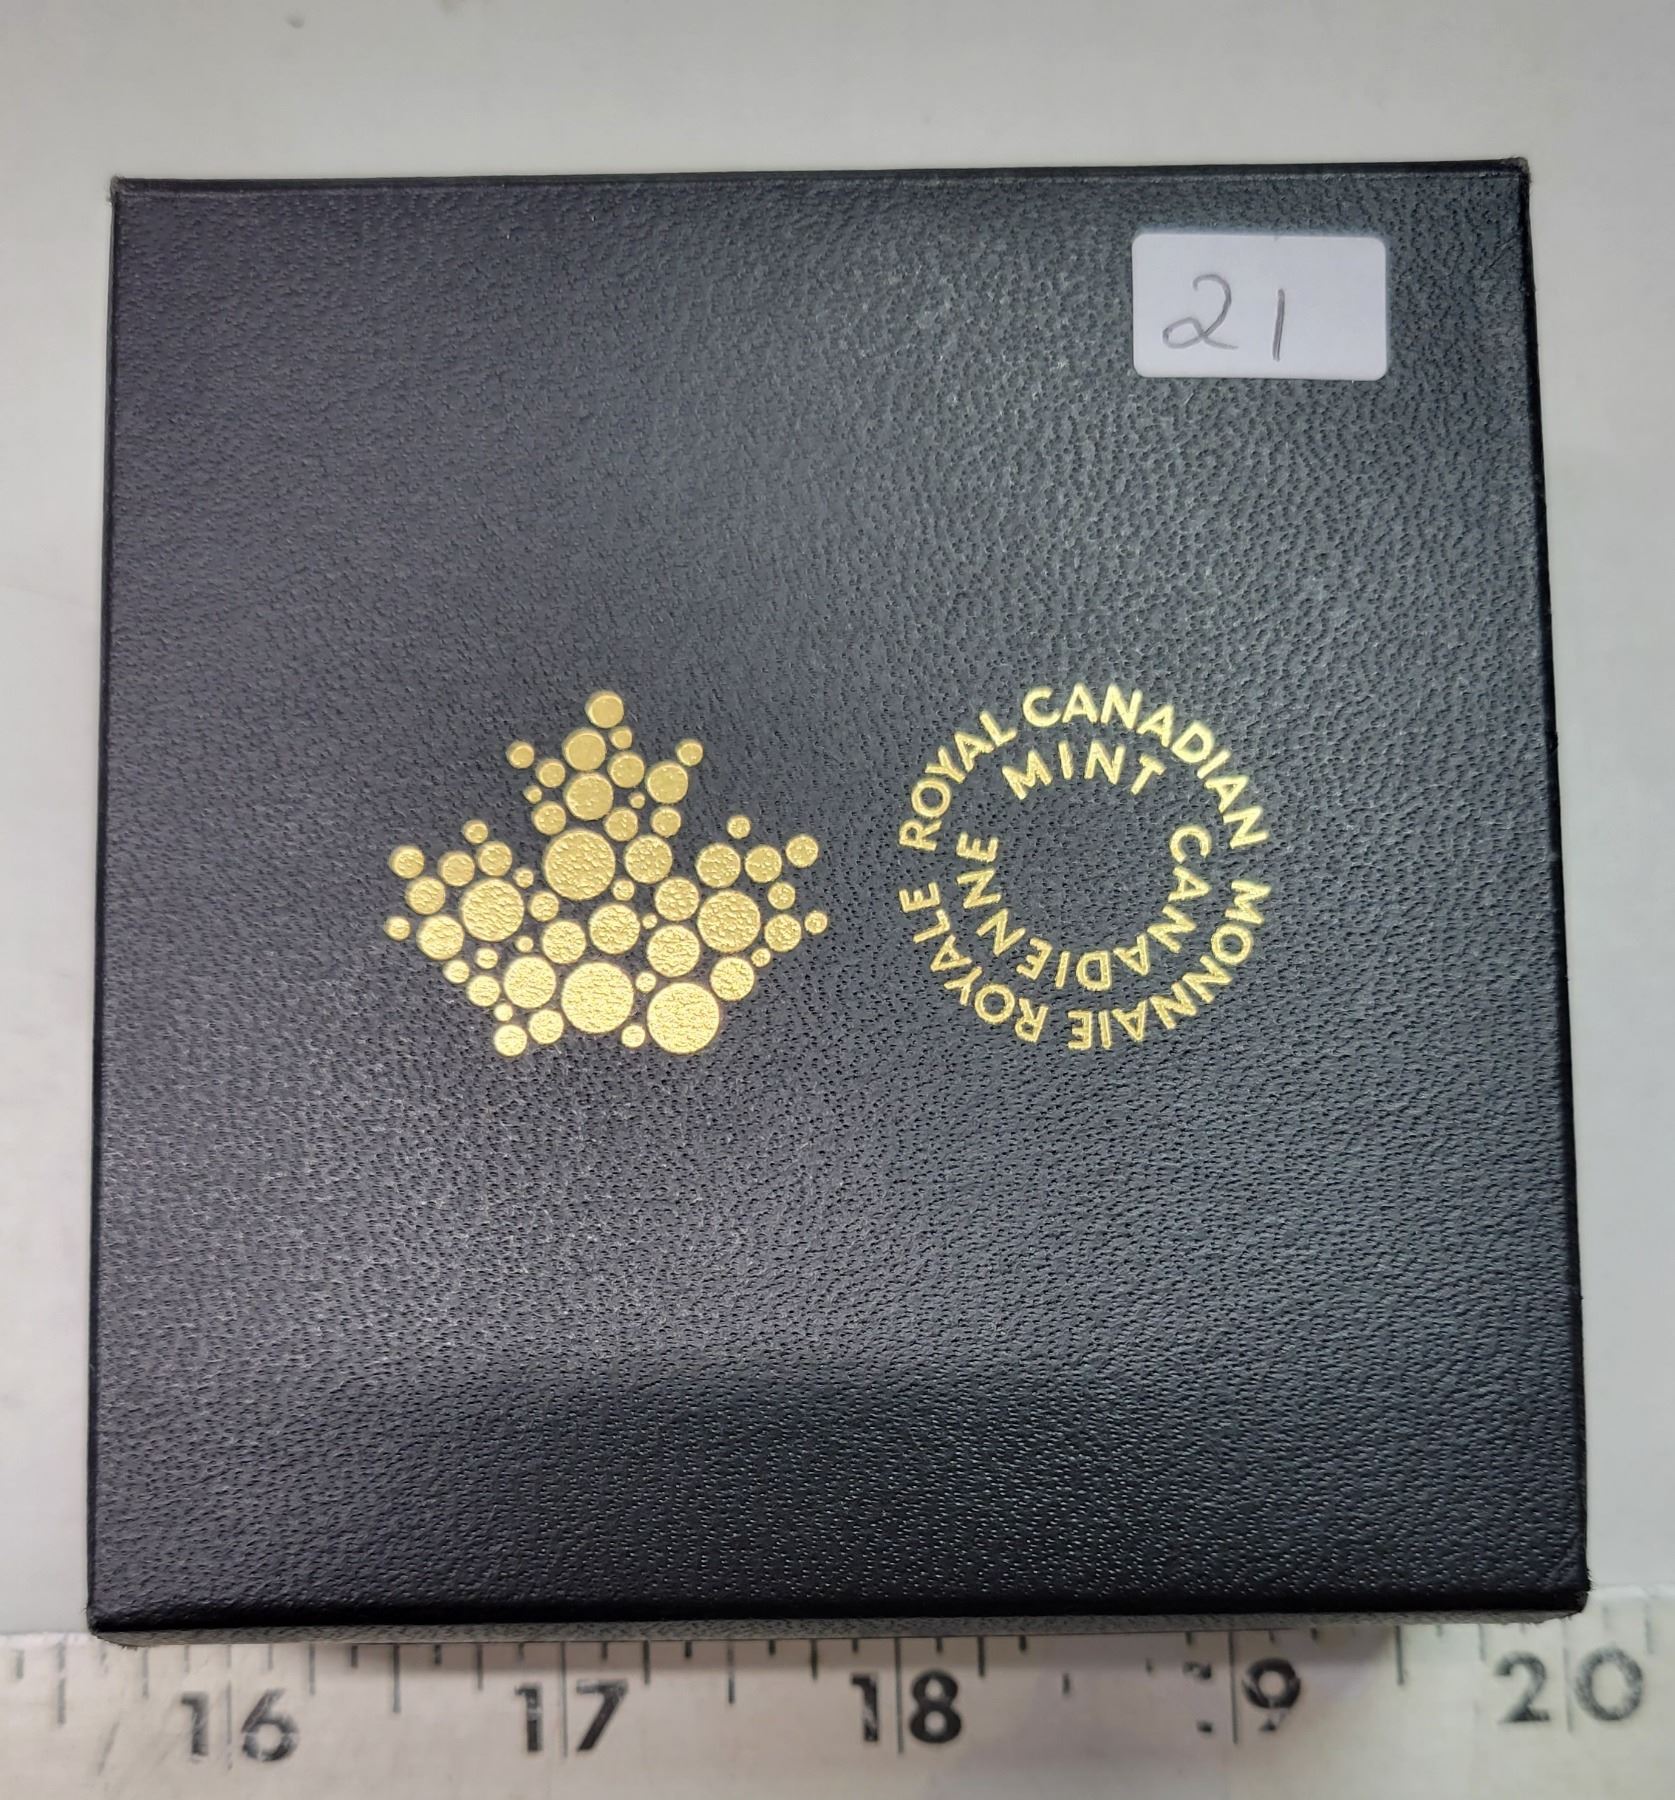 21
ROYAL CANADIAN
MINT
MONNAIE ROYALE
CANADIENNE
16 17 18 9 20